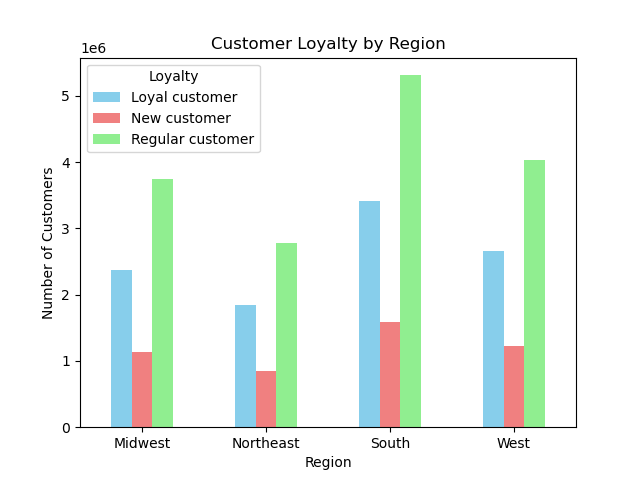 Customer Loyalty by Region
1e6
Loyalty
Loyal customer
New customer
Regular customer
Number of Customers
5
4
3
2
1
0
Midwest Northeast South West
Region